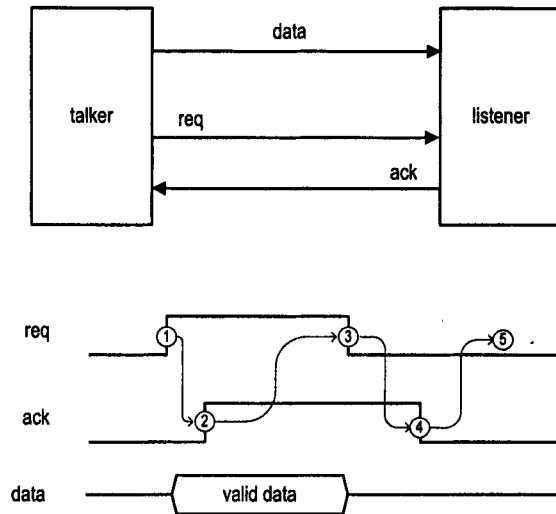 data
talker
req
listener
ack
req
1
3
5
ack
2
4
data
valid data